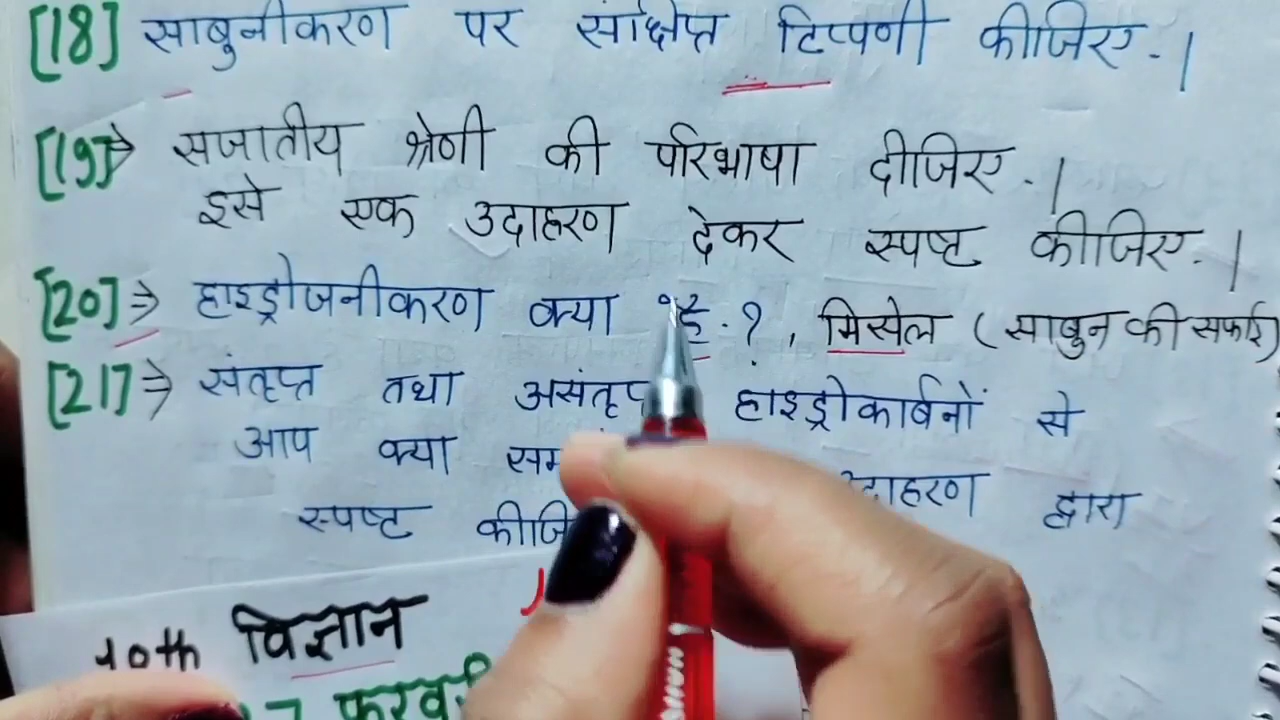 [18] साबुनीकरण पर संक्षिप्त टिप्पणी कीजिए.।
[19]⇒ सजातीय श्रेणी की परिभाषा दीजिए.।
इसे एक उदाहरण देकर स्पष्ट कीजिए.।
[20]⇒ हाइड्रोजनीकरण क्या है.?, मिसेल (साबुन की सफाई)
[21]⇒ संतृप्त तथा असंतृप्त हाइड्रोकार्बनों से
आप क्या द्वारा
स्पष्ट
10th विज्ञान